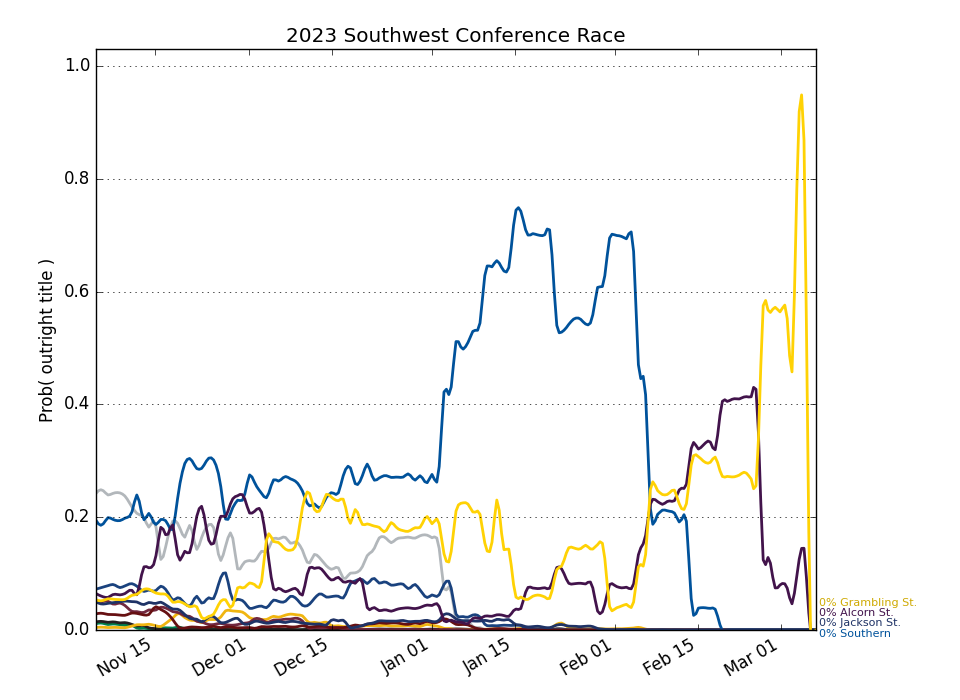 2023 Southwest Conference Race
Prob( outright title )
1.0
0.8
0.6
0.4
0.2
0.0
Nov 15
Dec 01
Dec 15
Jan 01
Jan 15
Feb 01
Feb 15
Mar 01
0% Grambling St.
0% Alcorn St.
0% Jackson St.
0% Southern